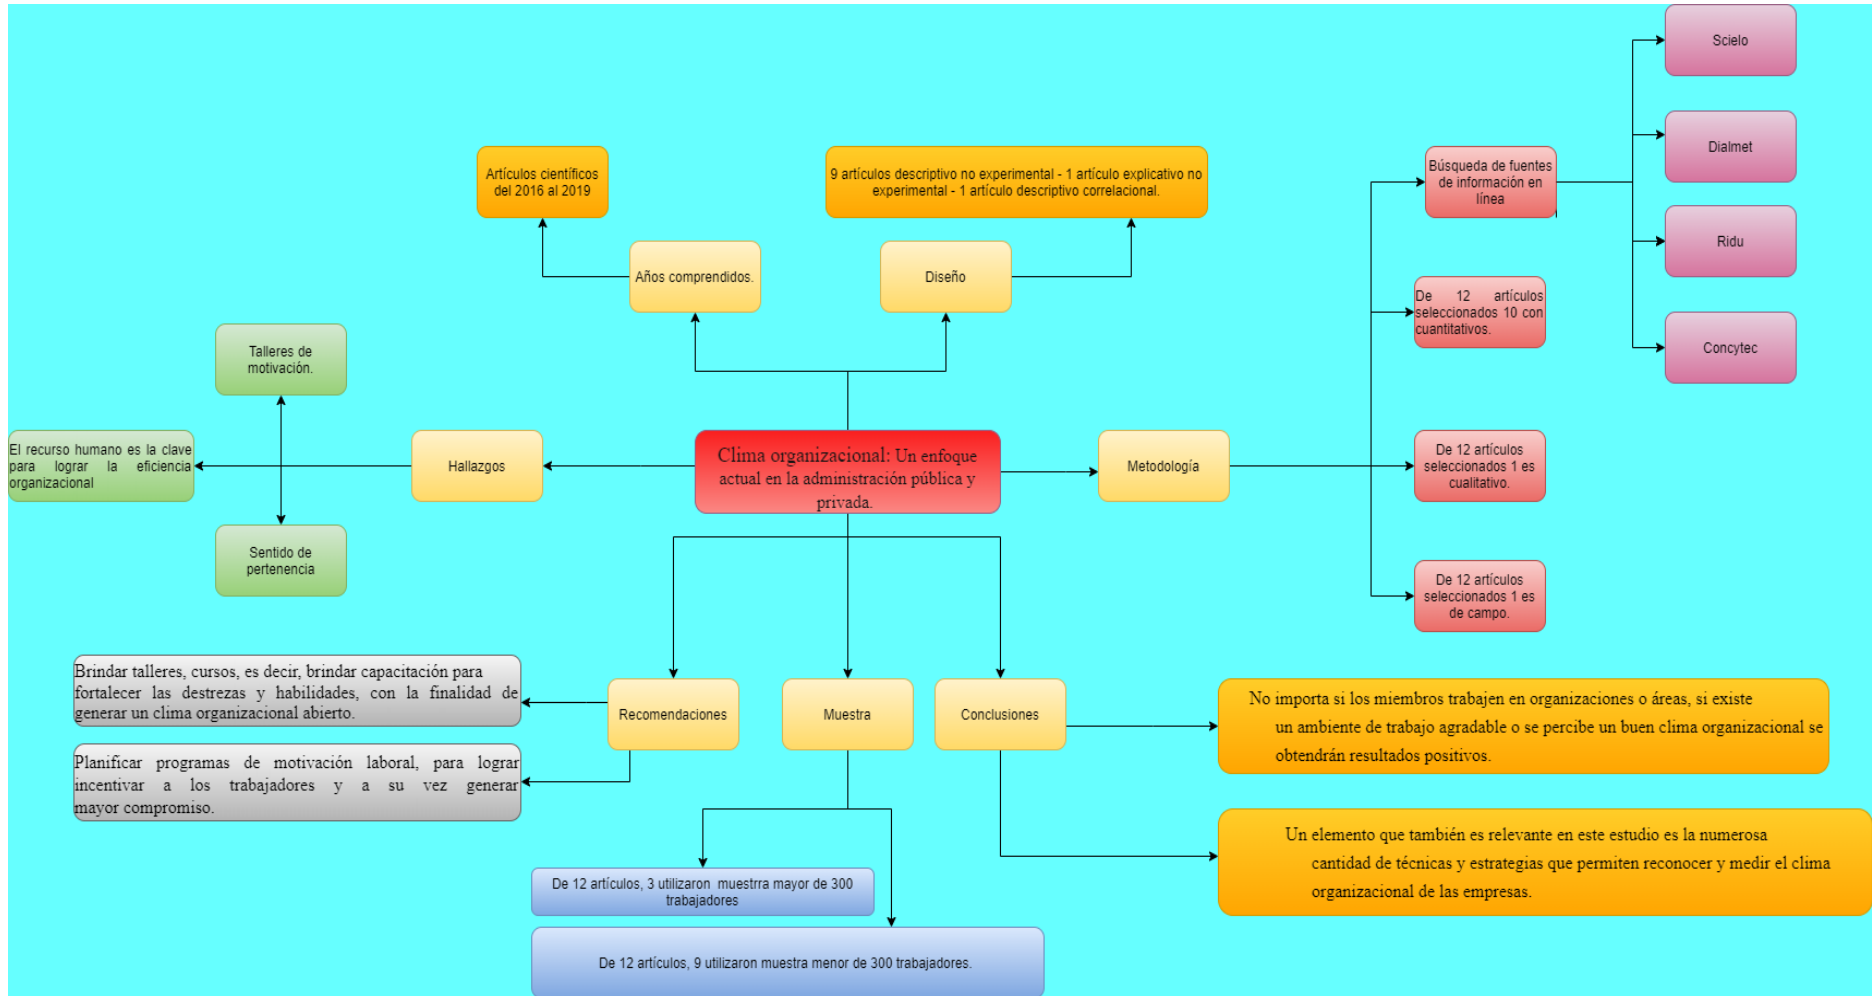 Scielo
Dialmet
Ridu
Concytec
Búsqueda de fuentes
de información en
línea
De 12 artículos
seleccionados 10 con
cuantitativos.
De 12 artículos
seleccionados 1 es
cualitativo.
De 12 artículos
seleccionados 1 es
de campo.
Artículos científicos
del 2016 al 2019
9 artículos descriptivo no experimental - 1 artículo explicativo no
experimental - 1 artículo descriptivo correlacional.
Años comprendidos.
Diseño
Talleres de
motivación.
El recurso humano es la clave
para lograr la eficiencia
organizacional
Sentido de
pertenencia
Hallazgos
Clima organizacional: Un enfoque
actual en la administración pública y
privada.
Metodología
Brindar talleres, cursos, es decir, brindar capacitación para
fortalecer las destrezas y habilidades, con la finalidad de
generar un clima organizacional abierto.
Planificar programas de motivación laboral, para lograr
incentivar a los trabajadores y a su vez generar
mayor compromiso.
Recomendaciones
Muestra
Conclusiones
No importa si los miembros trabajen en organizaciones o áreas, si existe
un ambiente de trabajo agradable o se percibe un buen clima organizacional se
obtendrán resultados positivos.
Un elemento que también es relevante en este estudio es la numerosa
cantidad de técnicas y estrategias que permiten reconocer y medir el clima
organizacional de las empresas.
De 12 artículos, 3 utilizaron muestrra mayor de 300
trabajadores
De 12 artículos, 9 utilizaron muestra menor de 300 trabajadores.